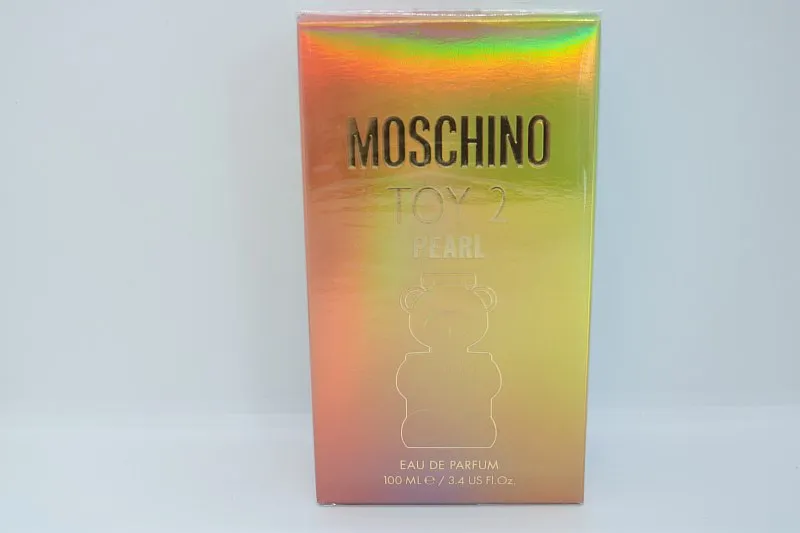 MOSCHINO
TOY 2
PEARL
EAU DE PARFUM
100 ML ℮ / 3.4 US Fl.Oz.